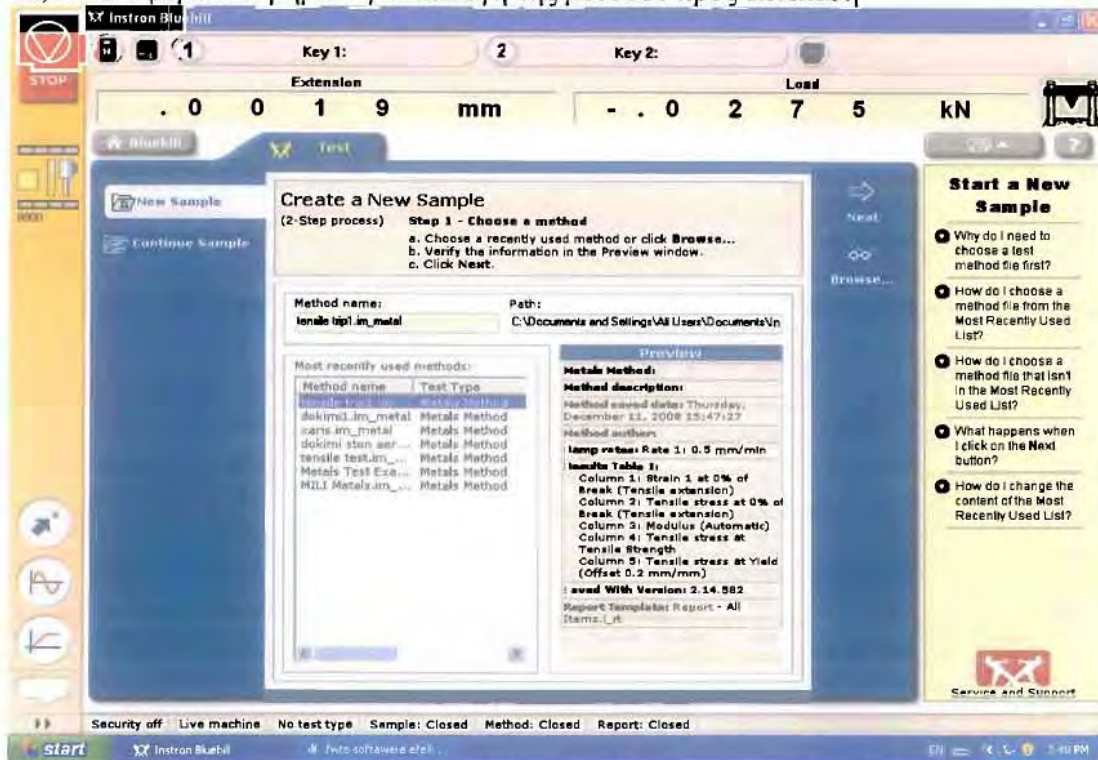 Instron Bluehill
STOP
1 Key 1: 2 Key 2:
Extension Load
.0 0 1 9 mm -.0 2 7 5 kN
Bluehill Test ?
New Sample
Continue Sample
Create a New Sample
(2-Step process) Step 1 - Choose a method
a. Choose a recently used method or click Browse...
b. Verify the information in the Preview window.
c. Click Next.
Next
Browse...
Method name: Path:
tensile trip1.im_metal C:\Documents and Settings\All Users\Documents\In
Most recently used methods:
Method name Test Type
dokimi1.im_metal Metals Method
xaris.im_metal Metals Method
dokimi ston aer... Metals Method
tensile test.im_... Metals Method
Metals Test Exa... Metals Method
MILI Metals.im_... Metals Method
Preview
Metals Method:
Method description:
Method saved date: Thursday,
December 11, 2008 15:47:27
Method author:
lamp rates: Rate 1: 0.5 mm/min
Results Table 1:
Column 1: Strain 1 at 0% of
Break (Tensile extension)
Column 2: Tensile stress at 0% of
Break (Tensile extension)
Column 3: Modulus (Automatic)
Column 4: Tensile stress at
Tensile Strength
Column 5: Tensile stress at Yield
(Offset 0.2 mm/mm)
aved With Version: 2.14.582
Report Template: Report - All
Items.i_rt
Start a New
Sample
Why do I need to
choose a test
method file first?
How do I choose a
method file from the
Most Recently Used
List?
How do I choose a
method file that isn't
in the Most Recently
Used List?
What happens when
I click on the Next
button?
How do I change the
content of the Most
Recently Used List?
Service and Support
Security off Live machine No test type Sample: Closed Method: Closed Report: Closed
start Instron Bluehill EN PM